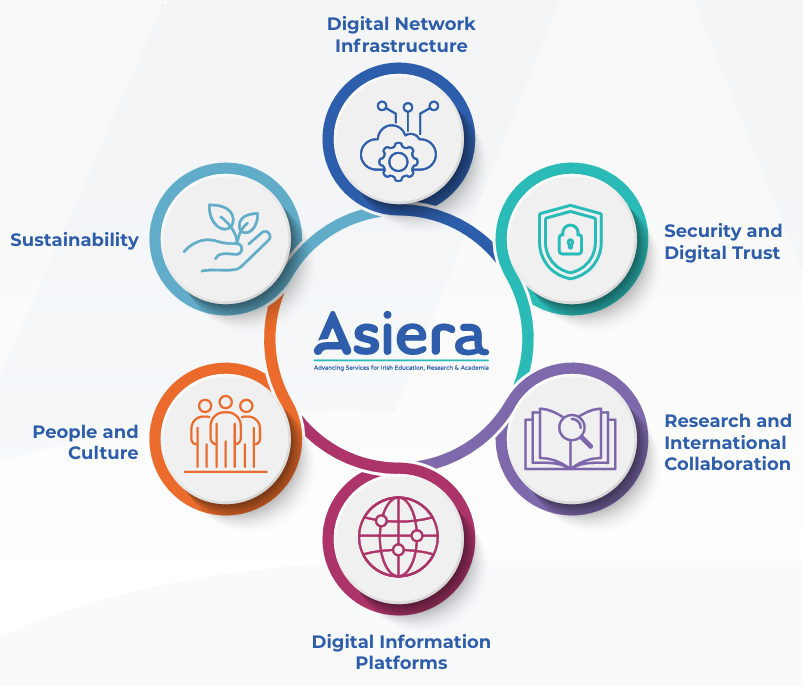 Digital Network
Infrastructure
Sustainability
Security and
Digital Trust
Asiera
Advancing Services for Irish Education, Research & Academia
People and
Culture
Research and
International
Collaboration
Digital Information
Platforms